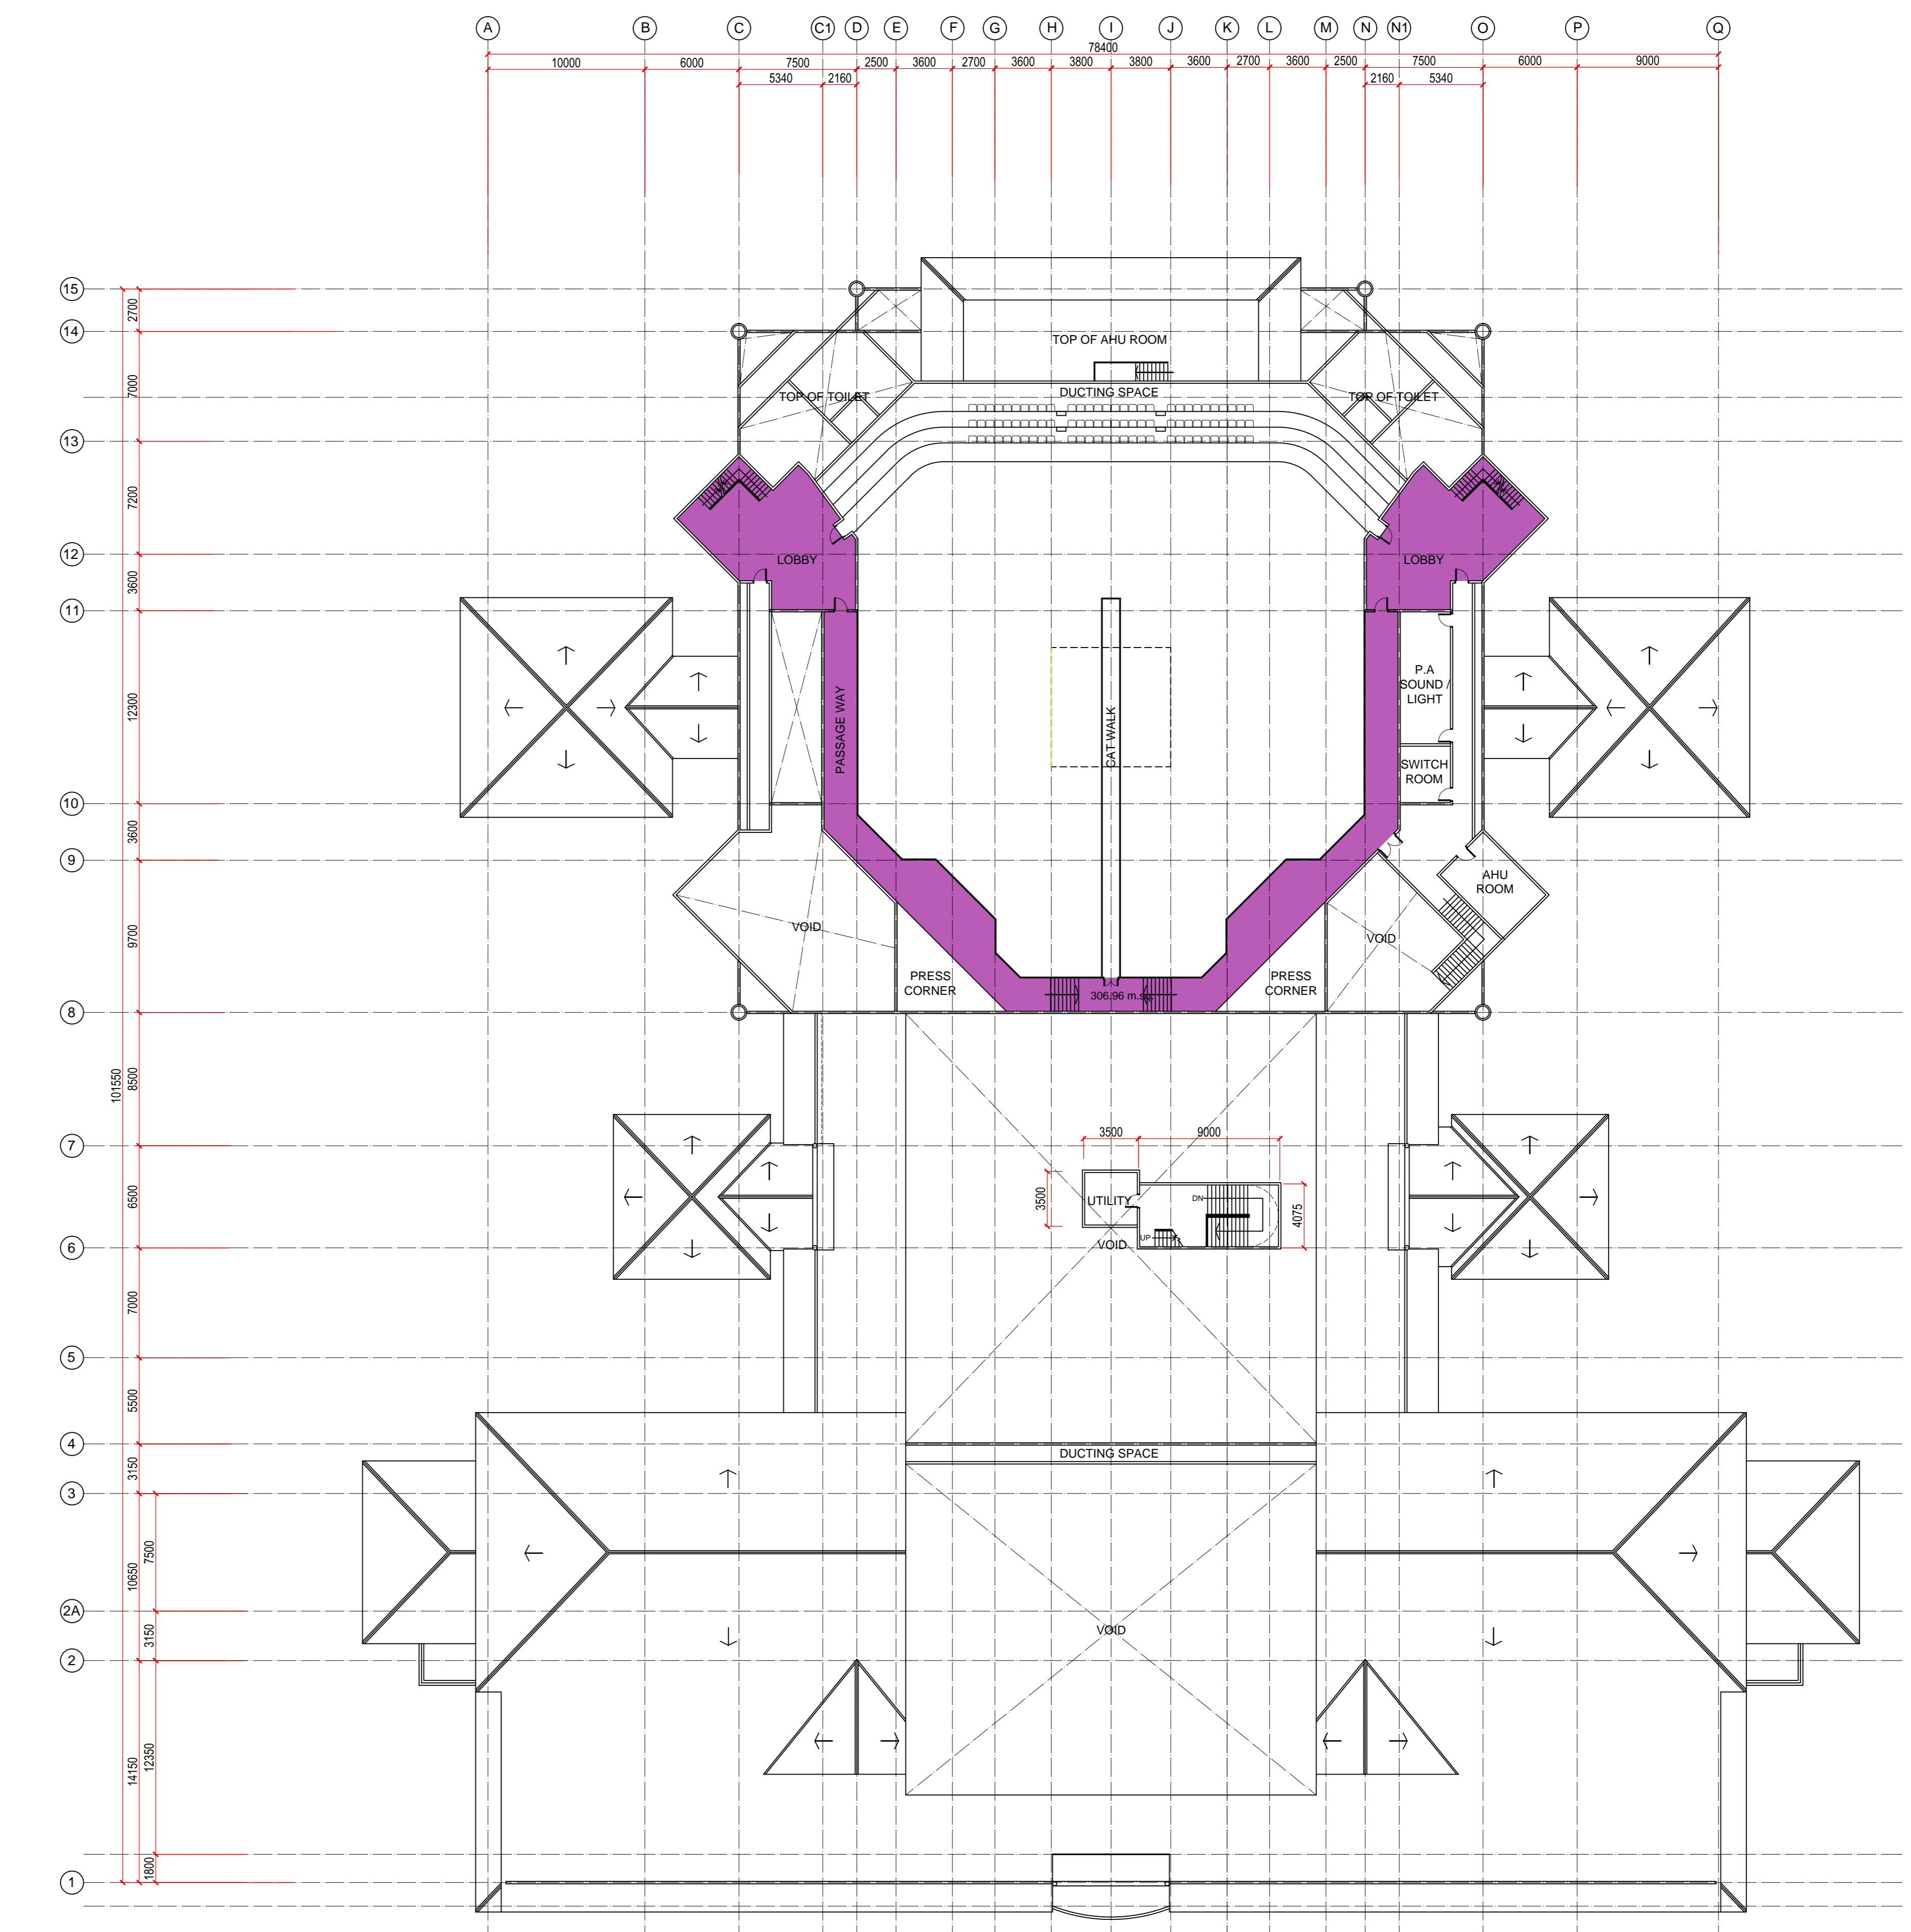 A B C C1 D E F G H I J K L M N N1 O P Q
78400
10000 6000 7500 2500 3600 2700 3600 3800 3800 3600 2700 3600 2500 7500 6000 9000
5340 2160 2160 5340
15
2700
14
TOP OF AHU ROOM
7000
DUCTING SPACE
TOP OF TOILET TOP OF TOILET
13
7200
12
LOBBY LOBBY
3600
11
P.A
SOUND /
LIGHT
12300
PASSAGE WAY
CAT WALK
SWITCH
ROOM
10
3600
9
AHU
ROOM
9700
VOID VOID
PRESS
CORNER
PRESS
CORNER
306.96 m.sq.
8
101550
8500
7
3500 9000
6500
3500
UTILITY
DN
4075
UP
VOID
6
7000
5
5500
4
DUCTING SPACE
3150
3
7500
10650
2A
3150
VOID
2
12350
14150
1800
1